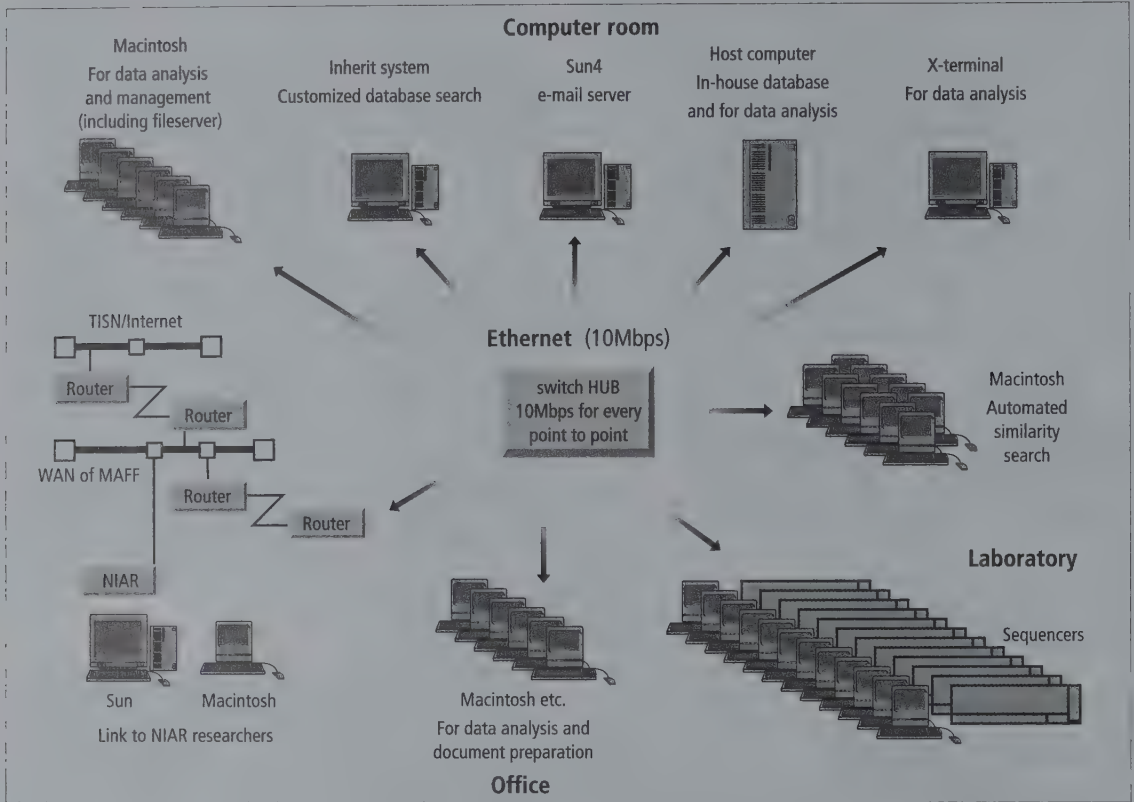 Computer room
Macintosh
For data analysis
and management
(including fileserver)
Inherit system
Customized database search
Sun4
e-mail server
Host computer
In-house database
and for data analysis
X-terminal
For data analysis
TISN/Internet
Router
Router
WAN of MAFF
Router
Router
NIAR
Sun
Macintosh
Link to NIAR researchers
Ethernet (10Mbps)
switch HUB
10Mbps for every
point to point
Macintosh
Automated
similarity
search
Laboratory
Sequencers
Macintosh etc.
For data analysis and
document preparation
Office